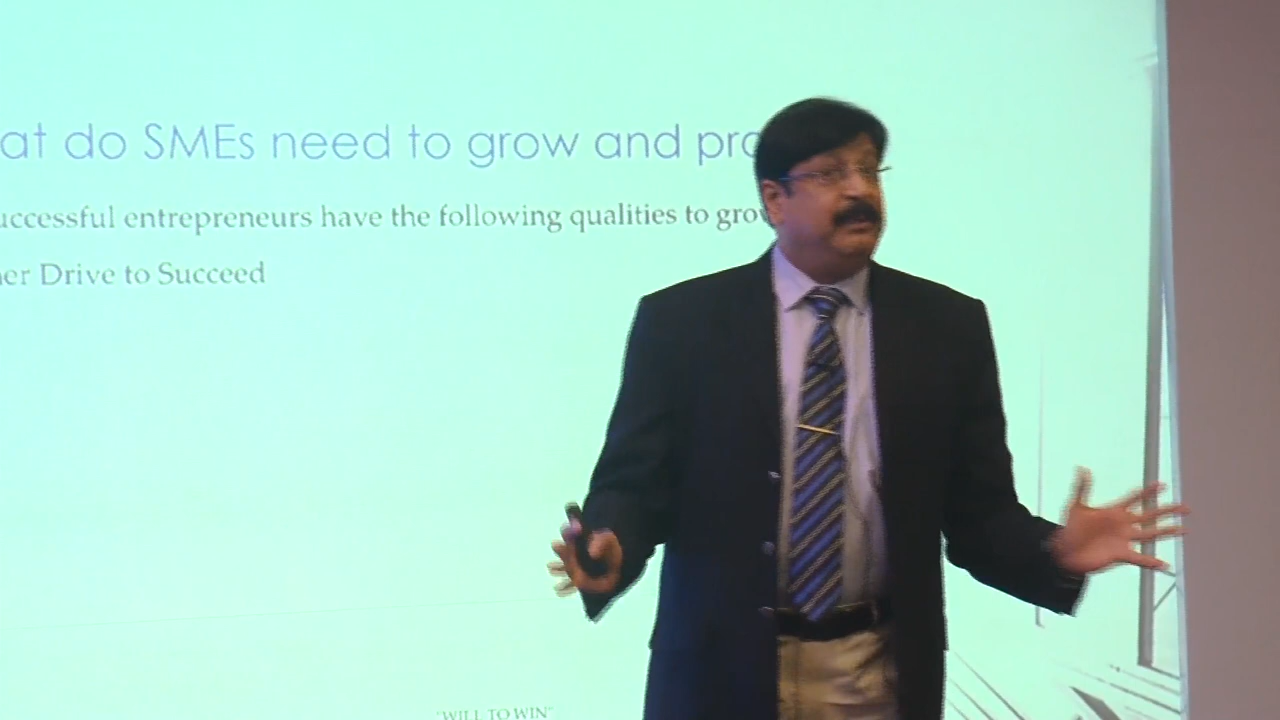 at do SMEs need to grow and pro
uccessful entrepreneurs have the following qualities to grov
ner Drive to Succeed
"WILL TO WIN"